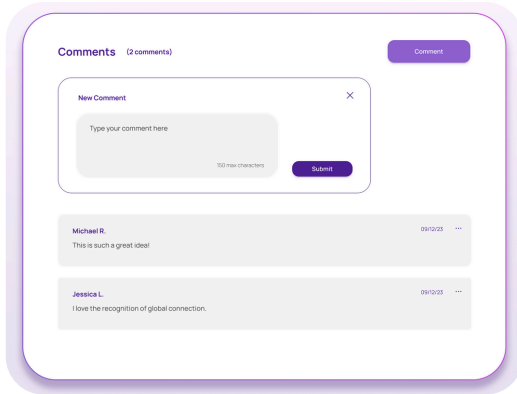 Comments (2 comments)
Comment
New Comment
Type your comment here
150 max characters
Submit
Michael R.
09/12/23 ...
This is such a great idea!
Jessica L.
09/12/23 ...
I love the recognition of global connection.